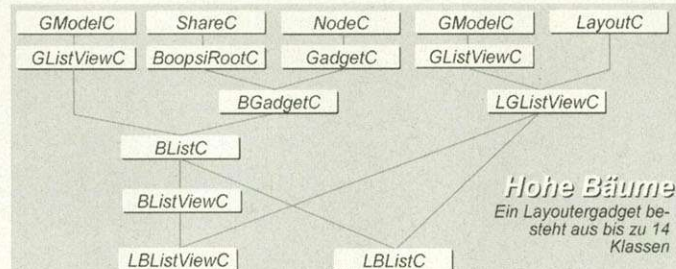 GModelC
ShareC
NodeC
GModelC
LayoutC
GListViewC
BoopsiRootC
GadgetC
GListViewC
BGadgetC
LGListViewC
BListC
BListViewC
LBListViewC
LBListC
Hohe Bäume
Ein Layoutergadget be-
steht aus bis zu 14
Klassen